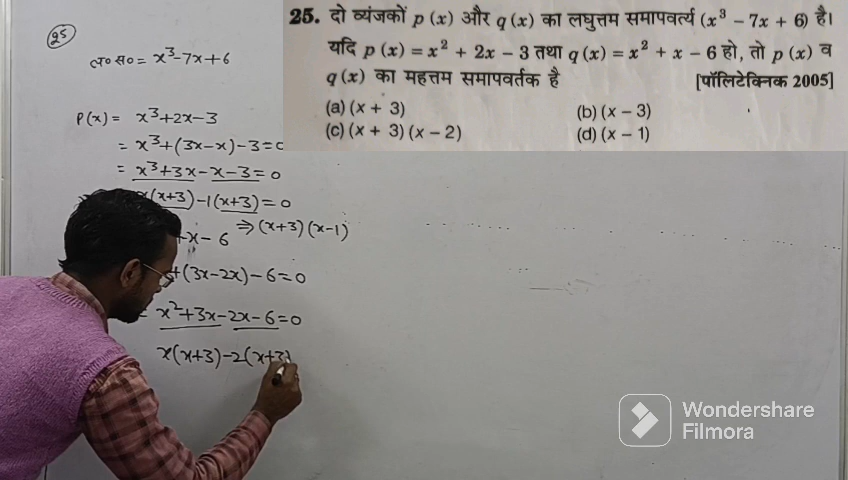 25. दो व्यंजकों p (x) और q (x) का लघुत्तम समापवर्त्य (x³ − 7x + 6) है।
यदि p (x) = x² + 2x − 3 तथा q (x) = x² + x − 6 हो, तो p (x) व
q (x) का महत्तम समापवर्तक है [पॉलिटेक्निक 2005]
(a) (x + 3) (b) (x − 3)
(c) (x + 3) (x − 2) (d) (x − 1)
25
ल० स० = x³-7x+6
P(x) = x³+2x-3
= x³+(3x-x)-3=0
= x³+3x-x-3=0
(x+3)-1(x+3)=0
⇒(x+3)(x-1)
-x-6
(3x-2x)-6=0
= x²+3x-2x-6=0
x(x+3)-2(x+3)
Wondershare
Filmora